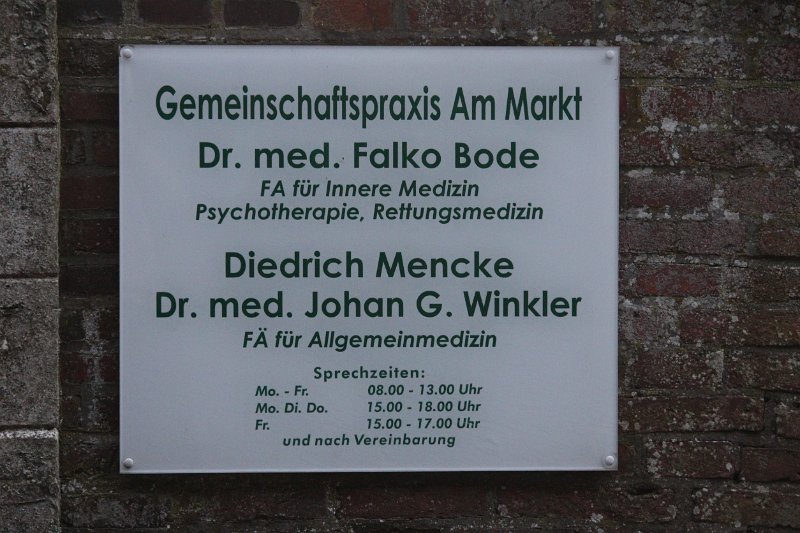 Gemeinschaftspraxis Am Markt
Dr. med. Falko Bode
FA für Innere Medizin
Psychotherapie, Rettungsmedizin
Diedrich Mencke
Dr. med. Johan G. Winkler
FÄ für Allgemeinmedizin
Sprechzeiten:
Mo. - Fr. 08.00 - 13.00 Uhr
Mo. Di. Do. 15.00 - 18.00 Uhr
Fr. 15.00 - 17.00 Uhr
und nach Vereinbarung